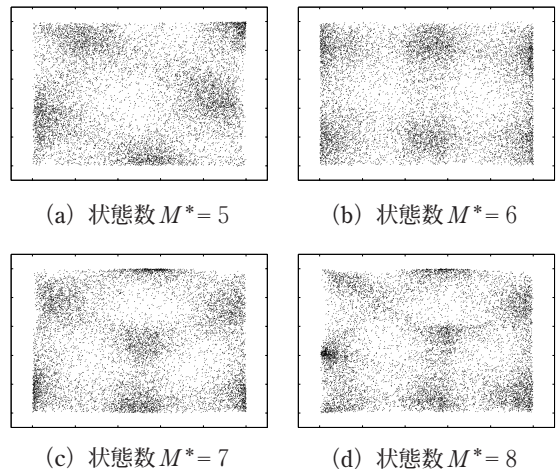 (a) 状態数 M* = 5
(b) 状態数 M* = 6
(c) 状態数 M* = 7
(d) 状態数 M* = 8